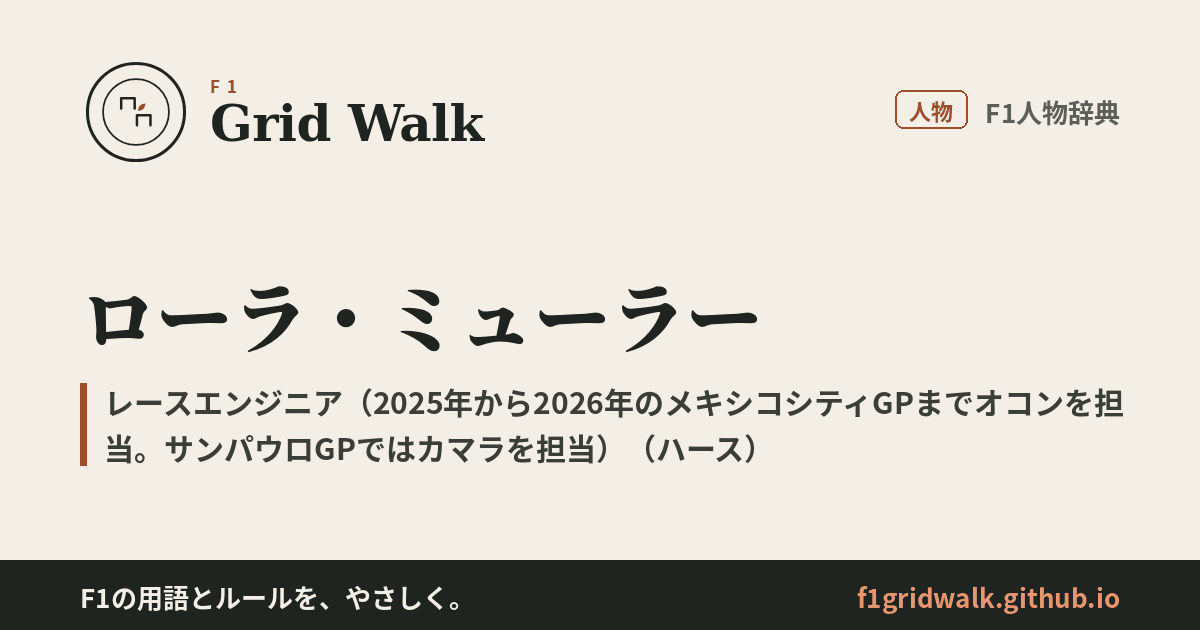 F1
Grid Walk
人物 F1人物辞典
ローラ・ミューラー
レースエンジニア（2025年から2026年のメキシコシティGPまでオコンを担
当。サンパウロGPではカマラを担当）（ハース）
F1の用語とルールを、やさしく。
f1gridwalk.github.io